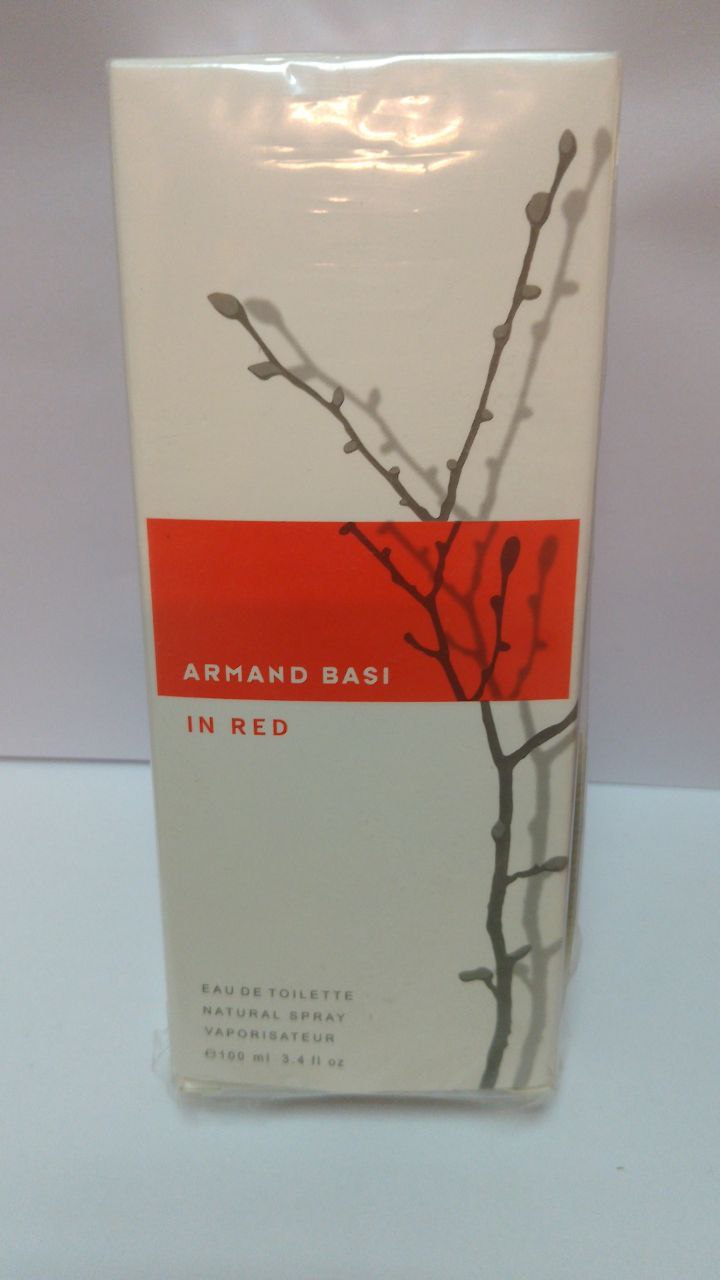 ARMAND BASI
IN RED
EAU DE TOILETTE
NATURAL SPRAY
VAPORISATEUR
℮100 ml 3.4 fl oz